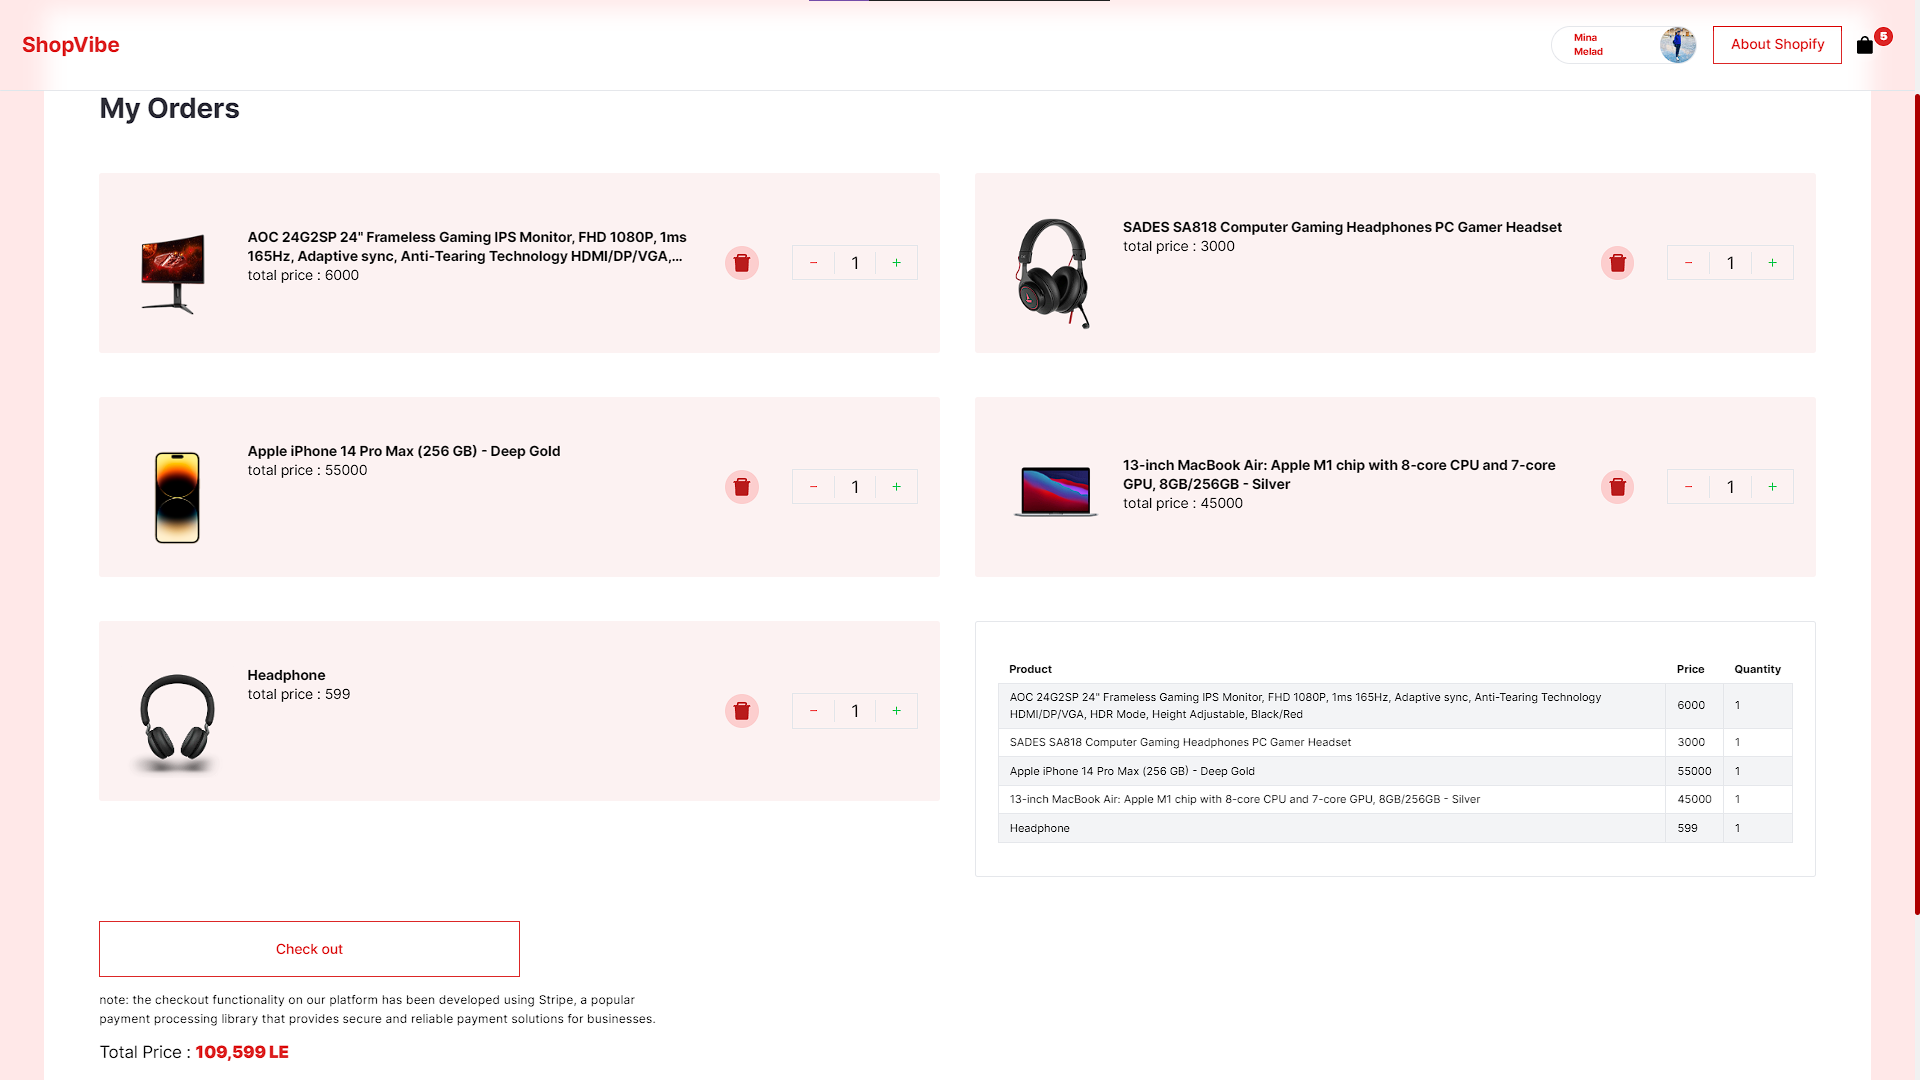 ShopVibe
Mina
Melad
About Shopify
5
My Orders
AOC 24G2SP 24" Frameless Gaming IPS Monitor, FHD 1080P, 1ms
165Hz, Adaptive sync, Anti-Tearing Technology HDMI/DP/VGA,...
total price : 6000
- 1 +
SADES SA818 Computer Gaming Headphones PC Gamer Headset
total price : 3000
- 1 +
Apple iPhone 14 Pro Max (256 GB) - Deep Gold
total price : 55000
- 1 +
13-inch MacBook Air: Apple M1 chip with 8-core CPU and 7-core
GPU, 8GB/256GB - Silver
total price : 45000
- 1 +
Headphone
total price : 599
- 1 +
Product Price Quantity
AOC 24G2SP 24" Frameless Gaming IPS Monitor, FHD 1080P, 1ms 165Hz, Adaptive sync, Anti-Tearing Technology
HDMI/DP/VGA, HDR Mode, Height Adjustable, Black/Red 6000 1
SADES SA818 Computer Gaming Headphones PC Gamer Headset 3000 1
Apple iPhone 14 Pro Max (256 GB) - Deep Gold 55000 1
13-inch MacBook Air: Apple M1 chip with 8-core CPU and 7-core GPU, 8GB/256GB - Silver 45000 1
Headphone 599 1
Check out
note: the checkout functionality on our platform has been developed using Stripe, a popular
payment processing library that provides secure and reliable payment solutions for businesses.
Total Price : 109,599 LE